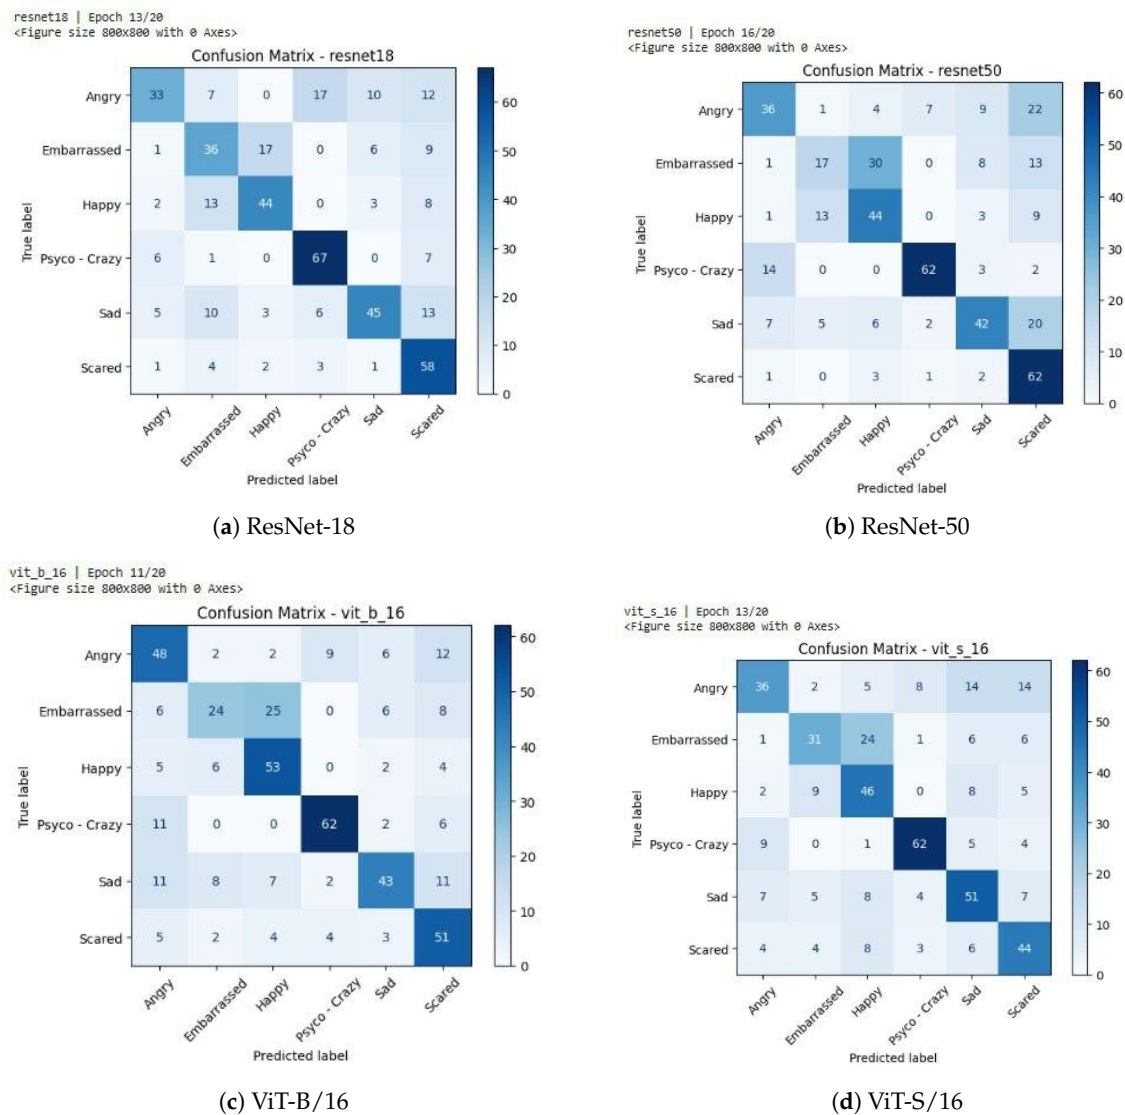 resnet18 | Epoch 13/20
<Figure size 800x800 with 0 Axes>
Confusion Matrix - resnet18
True label
Angry 33 7 0 17 10 12
Embarrassed 1 36 17 0 6 9
Happy 2 13 44 0 3 8
Psyco - Crazy 6 1 0 67 0 7
Sad 5 10 3 6 45 13
Scared 1 4 2 3 1 58
Angry Embarrassed Happy Psyco - Crazy Sad Scared
Predicted label
60
50
40
30
20
10
0
(a) ResNet-18
resnet50 | Epoch 16/20
<Figure size 800x800 with 0 Axes>
Confusion Matrix - resnet50
True label
Angry 36 1 4 7 9 22
Embarrassed 1 17 30 0 8 13
Happy 1 13 44 0 3 9
Psyco - Crazy 14 0 0 62 3 2
Sad 7 5 6 2 42 20
Scared 1 0 3 1 2 62
Angry Embarrassed Happy Psyco - Crazy Sad Scared
Predicted label
60
50
40
30
20
10
0
(b) ResNet-50
vit_b_16 | Epoch 11/20
<Figure size 800x800 with 0 Axes>
Confusion Matrix - vit_b_16
True label
Angry 48 2 2 9 6 12
Embarrassed 6 24 25 0 6 8
Happy 5 6 53 0 2 4
Psyco - Crazy 11 0 0 62 2 6
Sad 11 8 7 2 43 11
Scared 5 2 4 4 3 51
Angry Embarrassed Happy Psyco - Crazy Sad Scared
Predicted label
60
50
40
30
20
10
0
(c) ViT-B/16
vit_s_16 | Epoch 13/20
<Figure size 800x800 with 0 Axes>
Confusion Matrix - vit_s_16
True label
Angry 36 2 5 8 14 14
Embarrassed 1 31 24 1 6 6
Happy 2 9 46 0 8 5
Psyco - Crazy 9 0 1 62 5 4
Sad 7 5 8 4 51 7
Scared 4 4 8 3 6 44
Angry Embarrassed Happy Psyco - Crazy Sad Scared
Predicted label
60
50
40
30
20
10
0
(d) ViT-S/16